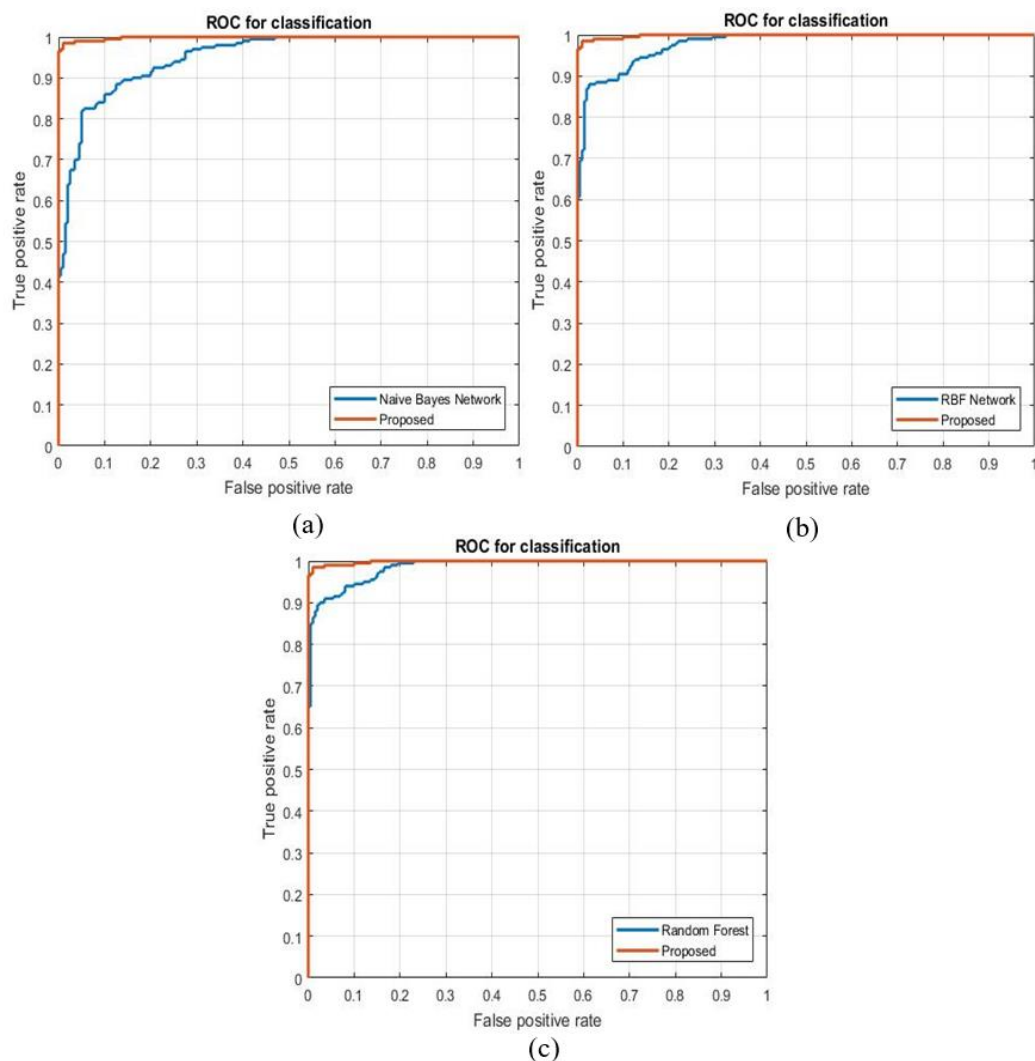 ROC for classification
1
0.9
0.8
0.7
0.6
0.5
0.4
0.3
0.2
0.1
0
True positive rate
Naive Bayes Network
Proposed
0 0.1 0.2 0.3 0.4 0.5 0.6 0.7 0.8 0.9 1
False positive rate
(a)
ROC for classification
1
0.9
0.8
0.7
0.6
0.5
0.4
0.3
0.2
0.1
0
True positive rate
RBF Network
Proposed
0 0.1 0.2 0.3 0.4 0.5 0.6 0.7 0.8 0.9 1
False positive rate
(b)
ROC for classification
1
0.9
0.8
0.7
0.6
0.5
0.4
0.3
0.2
0.1
0
True positive rate
Random Forest
Proposed
0 0.1 0.2 0.3 0.4 0.5 0.6 0.7 0.8 0.9 1
False positive rate
(c)